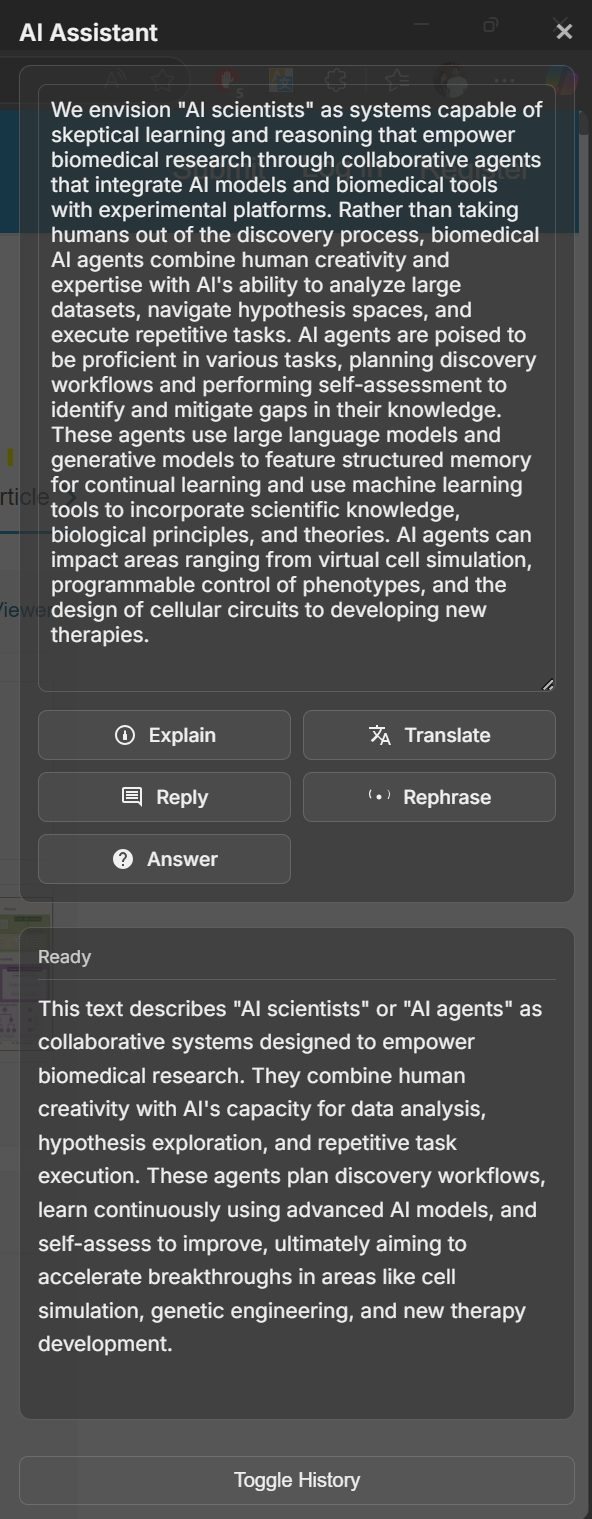 AI Assistant
We envision "AI scientists" as systems capable of
skeptical learning and reasoning that empower
biomedical research through collaborative agents
that integrate AI models and biomedical tools
with experimental platforms. Rather than taking
humans out of the discovery process, biomedical
AI agents combine human creativity and
expertise with AI's ability to analyze large
datasets, navigate hypothesis spaces, and
execute repetitive tasks. AI agents are poised to
be proficient in various tasks, planning discovery
workflows and performing self-assessment to
identify and mitigate gaps in their knowledge.
These agents use large language models and
generative models to feature structured memory
for continual learning and use machine learning
tools to incorporate scientific knowledge,
biological principles, and theories. AI agents can
impact areas ranging from virtual cell simulation,
programmable control of phenotypes, and the
design of cellular circuits to developing new
therapies.
Submit Log in Register
rticle
Viewer
Explain
Translate
Reply
Rephrase
Answer
Ready
This text describes "AI scientists" or "AI agents" as
collaborative systems designed to empower
biomedical research. They combine human
creativity with AI's capacity for data analysis,
hypothesis exploration, and repetitive task
execution. These agents plan discovery workflows,
learn continuously using advanced AI models, and
self-assess to improve, ultimately aiming to
accelerate breakthroughs in areas like cell
simulation, genetic engineering, and new therapy
development.
Toggle History